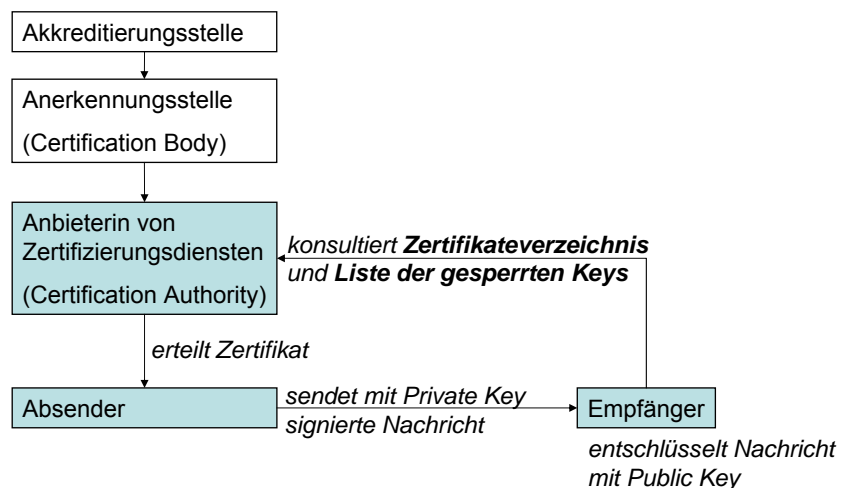 Akkreditierungsstelle
Anerkennungsstelle
(Certification Body)
Anbieterin von
Zertifizierungsdiensten
(Certification Authority)
konsultiert Zertifikateverzeichnis
und Liste der gesperrten Keys
erteilt Zertifikat
Absender
sendet mit Private Key
signierte Nachricht
Empfänger
entschlüsselt Nachricht
mit Public Key